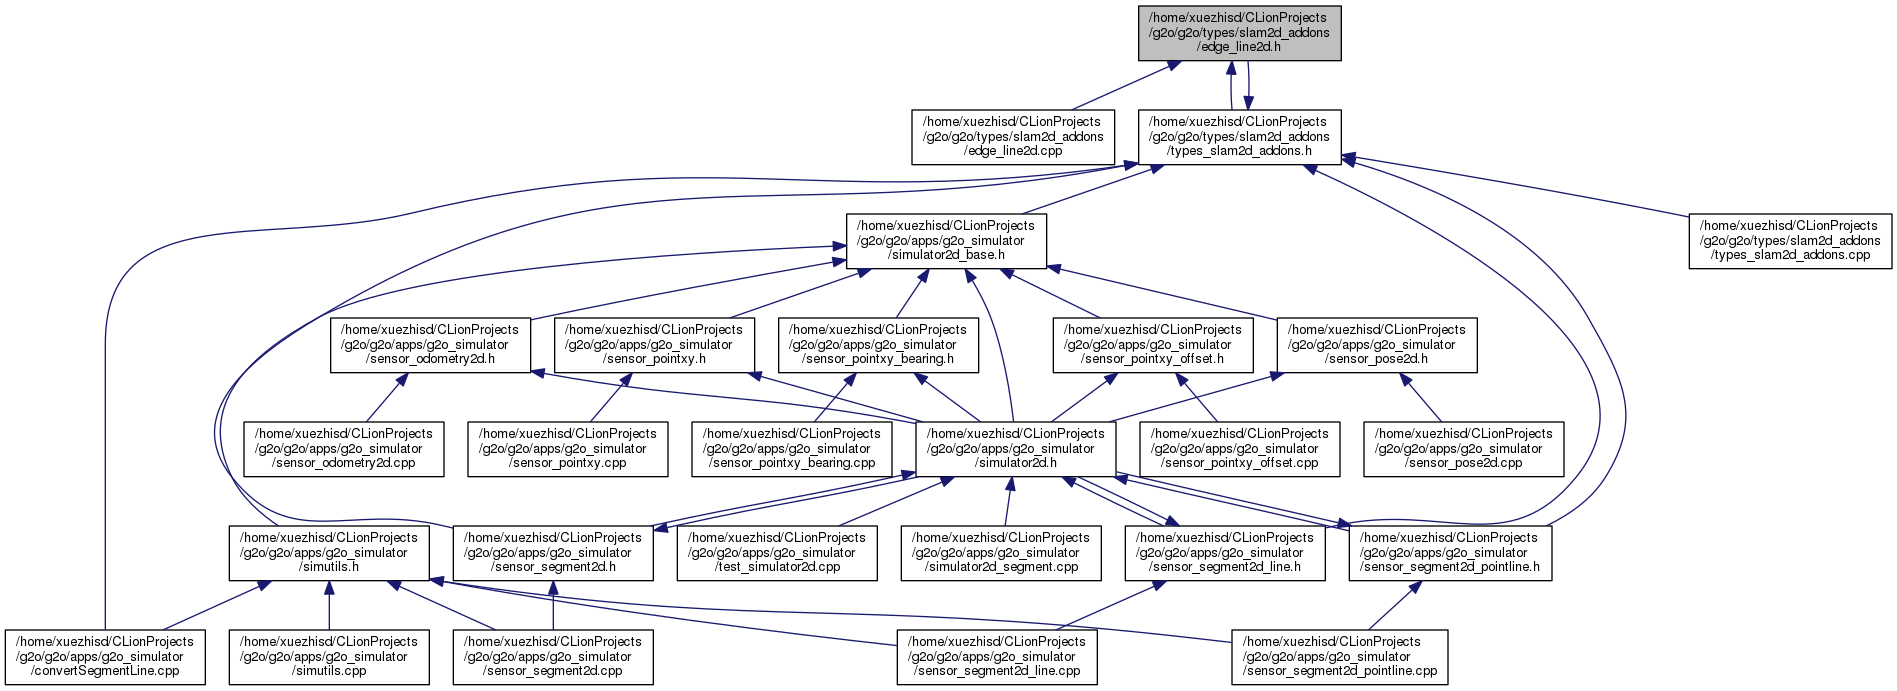 /home/xuezhisd/CLionProjects
/g2o/g2o/types/slam2d_addons
/edge_line2d.h
/home/xuezhisd/CLionProjects
/g2o/g2o/types/slam2d_addons
/edge_line2d.cpp
/home/xuezhisd/CLionProjects
/g2o/g2o/types/slam2d_addons
/types_slam2d_addons.h
/home/xuezhisd/CLionProjects
/g2o/g2o/apps/g2o_simulator
/simulator2d_base.h
/home/xuezhisd/CLionProjects
/g2o/g2o/types/slam2d_addons
/types_slam2d_addons.cpp
/home/xuezhisd/CLionProjects
/g2o/g2o/apps/g2o_simulator
/sensor_odometry2d.h
/home/xuezhisd/CLionProjects
/g2o/g2o/apps/g2o_simulator
/sensor_pointxy.h
/home/xuezhisd/CLionProjects
/g2o/g2o/apps/g2o_simulator
/sensor_pointxy_bearing.h
/home/xuezhisd/CLionProjects
/g2o/g2o/apps/g2o_simulator
/sensor_pointxy_offset.h
/home/xuezhisd/CLionProjects
/g2o/g2o/apps/g2o_simulator
/sensor_pose2d.h
/home/xuezhisd/CLionProjects
/g2o/g2o/apps/g2o_simulator
/sensor_odometry2d.cpp
/home/xuezhisd/CLionProjects
/g2o/g2o/apps/g2o_simulator
/sensor_pointxy.cpp
/home/xuezhisd/CLionProjects
/g2o/g2o/apps/g2o_simulator
/sensor_pointxy_bearing.cpp
/home/xuezhisd/CLionProjects
/g2o/g2o/apps/g2o_simulator
/simulator2d.h
/home/xuezhisd/CLionProjects
/g2o/g2o/apps/g2o_simulator
/sensor_pointxy_offset.cpp
/home/xuezhisd/CLionProjects
/g2o/g2o/apps/g2o_simulator
/sensor_pose2d.cpp
/home/xuezhisd/CLionProjects
/g2o/g2o/apps/g2o_simulator
/simutils.h
/home/xuezhisd/CLionProjects
/g2o/g2o/apps/g2o_simulator
/sensor_segment2d.h
/home/xuezhisd/CLionProjects
/g2o/g2o/apps/g2o_simulator
/test_simulator2d.cpp
/home/xuezhisd/CLionProjects
/g2o/g2o/apps/g2o_simulator
/simulator2d_segment.cpp
/home/xuezhisd/CLionProjects
/g2o/g2o/apps/g2o_simulator
/sensor_segment2d_line.h
/home/xuezhisd/CLionProjects
/g2o/g2o/apps/g2o_simulator
/sensor_segment2d_pointline.h
/home/xuezhisd/CLionProjects
/g2o/g2o/apps/g2o_simulator
/convertSegmentLine.cpp
/home/xuezhisd/CLionProjects
/g2o/g2o/apps/g2o_simulator
/simutils.cpp
/home/xuezhisd/CLionProjects
/g2o/g2o/apps/g2o_simulator
/sensor_segment2d.cpp
/home/xuezhisd/CLionProjects
/g2o/g2o/apps/g2o_simulator
/sensor_segment2d_line.cpp
/home/xuezhisd/CLionProjects
/g2o/g2o/apps/g2o_simulator
/sensor_segment2d_pointline.cpp